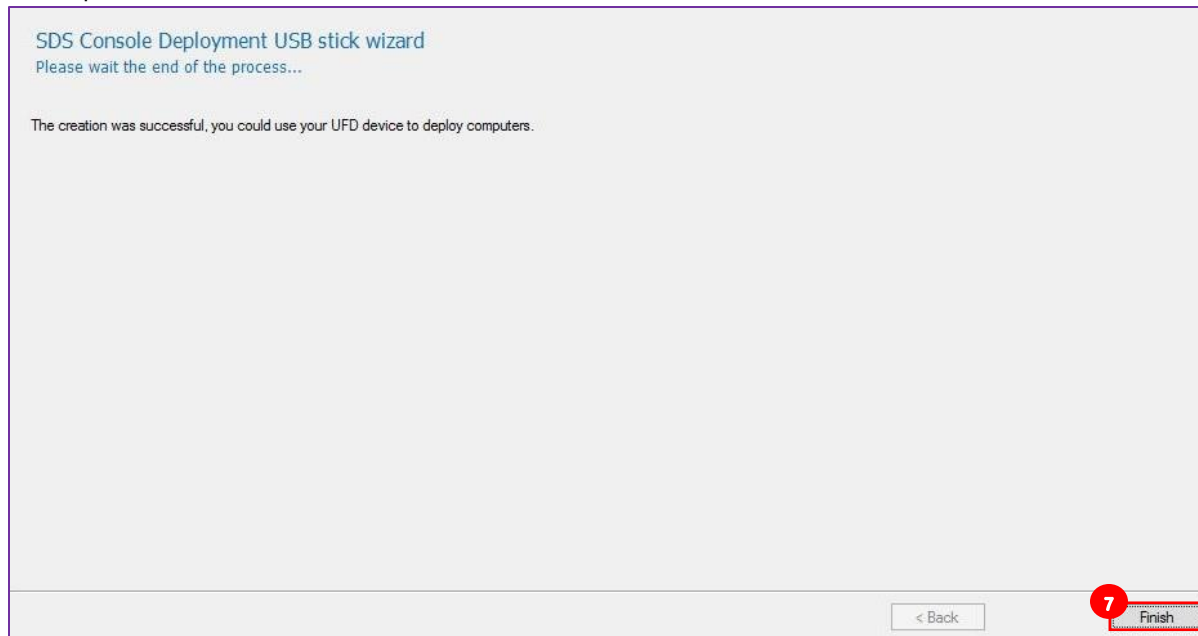 SDS Console Deployment USB stick wizard
Please wait the end of the process...
The creation was successful, you could use your UFD device to deploy computers.
7
< Back
Finish